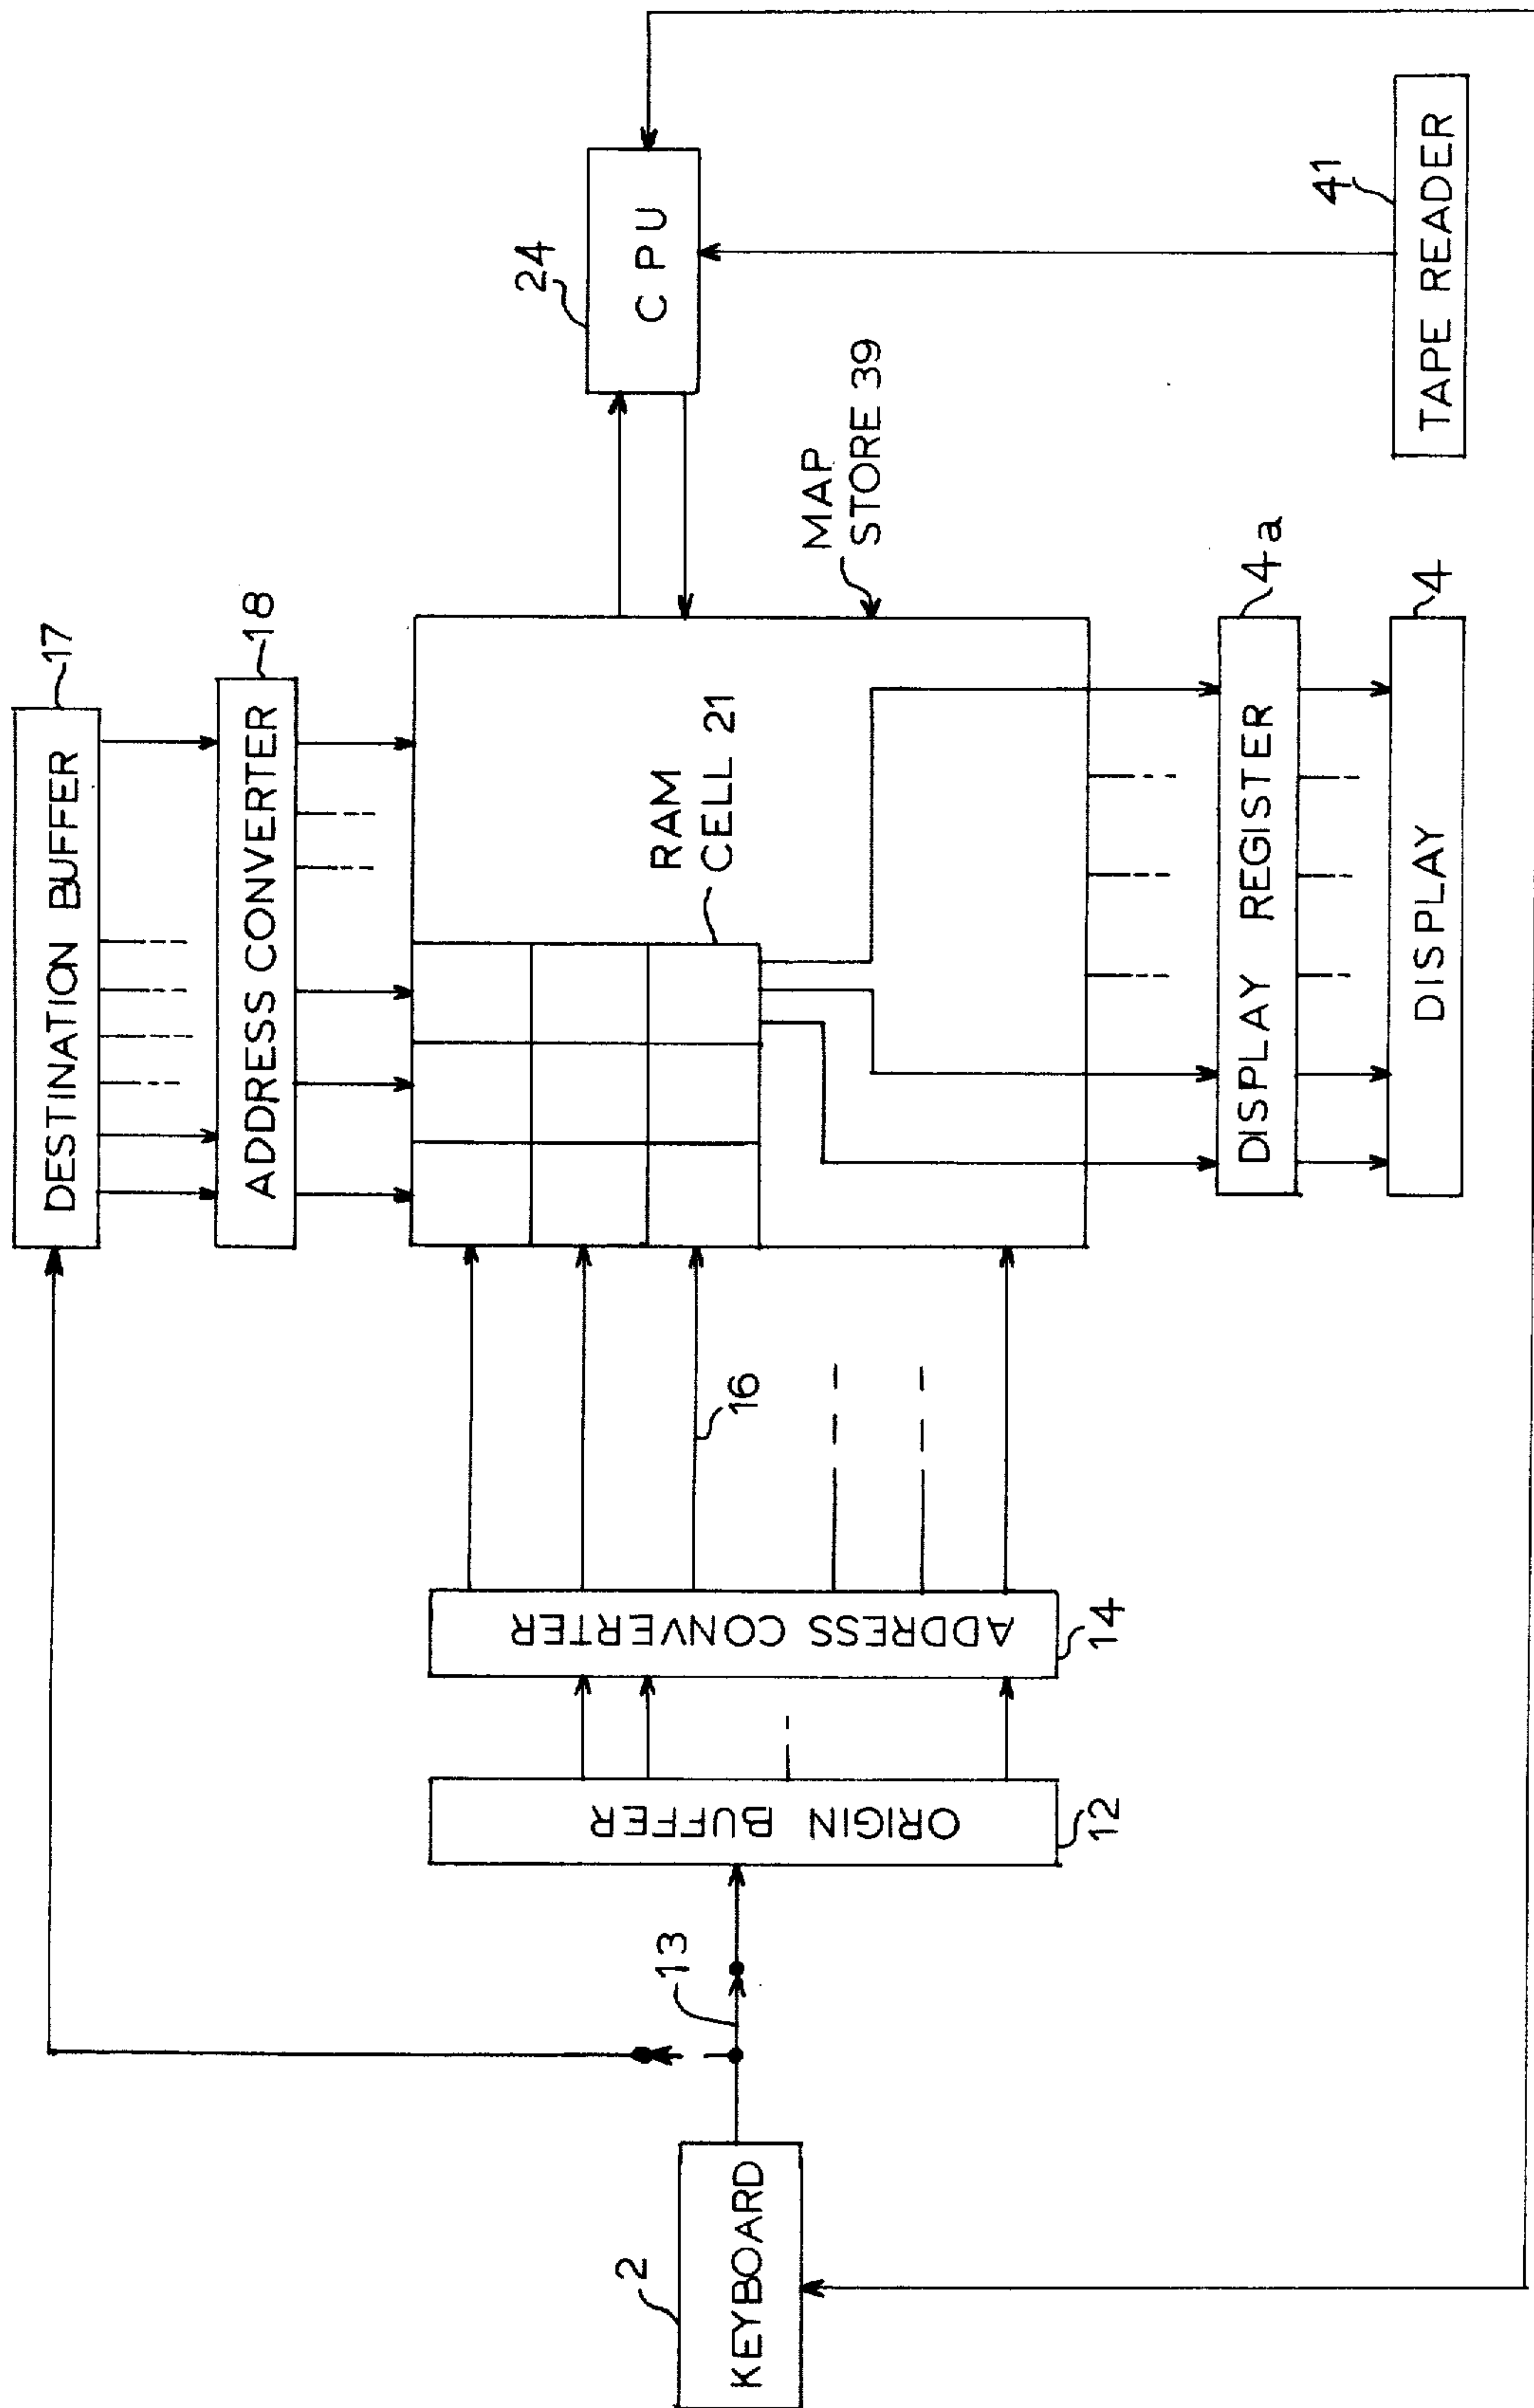 DESTINATION BUFFER
17
ADDRESS CONVERTER
18
KEYBOARD
2
13
ORIGIN BUFFER
12
ADDRESS CONVERTER
14
16
RAM
CELL 21
MAP
STORE 39
CPU
24
DISPLAY REGISTER
4a
DISPLAY
4
TAPE READER
41